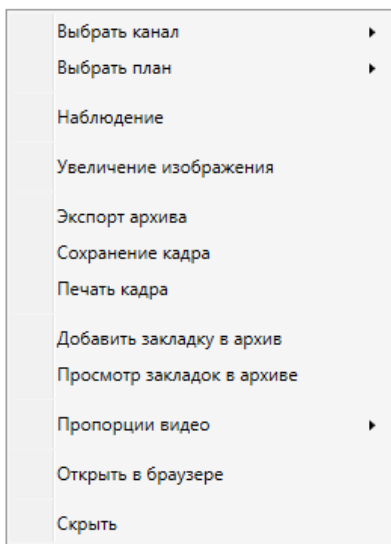 Выбрать канал
Выбрать план
Наблюдение
Увеличение изображения
Экспорт архива
Сохранение кадра
Печать кадра
Добавить закладку в архив
Просмотр закладок в архиве
Пропорции видео
Открыть в браузере
Скрыть